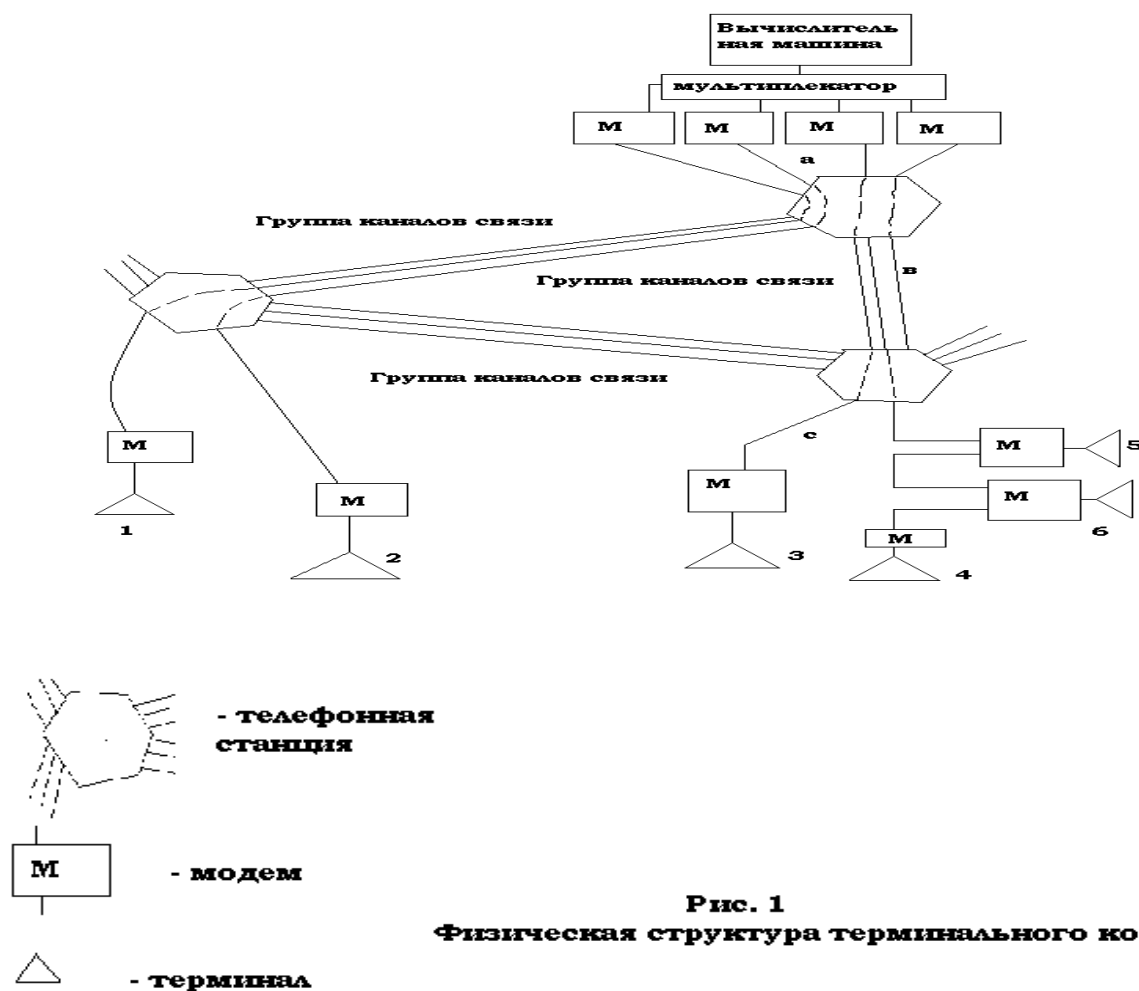 Вычислитель
ная машина
мультиплекатор
М М М М
а
Группа каналов связи
Группа каналов связи
в
Группа каналов связи
с
М
М
М
М
М
М
5
6
1
2
3
4
- телефонная
станция
М
- модем
Рис. 1
Физическая структура терминального ко
- терминал